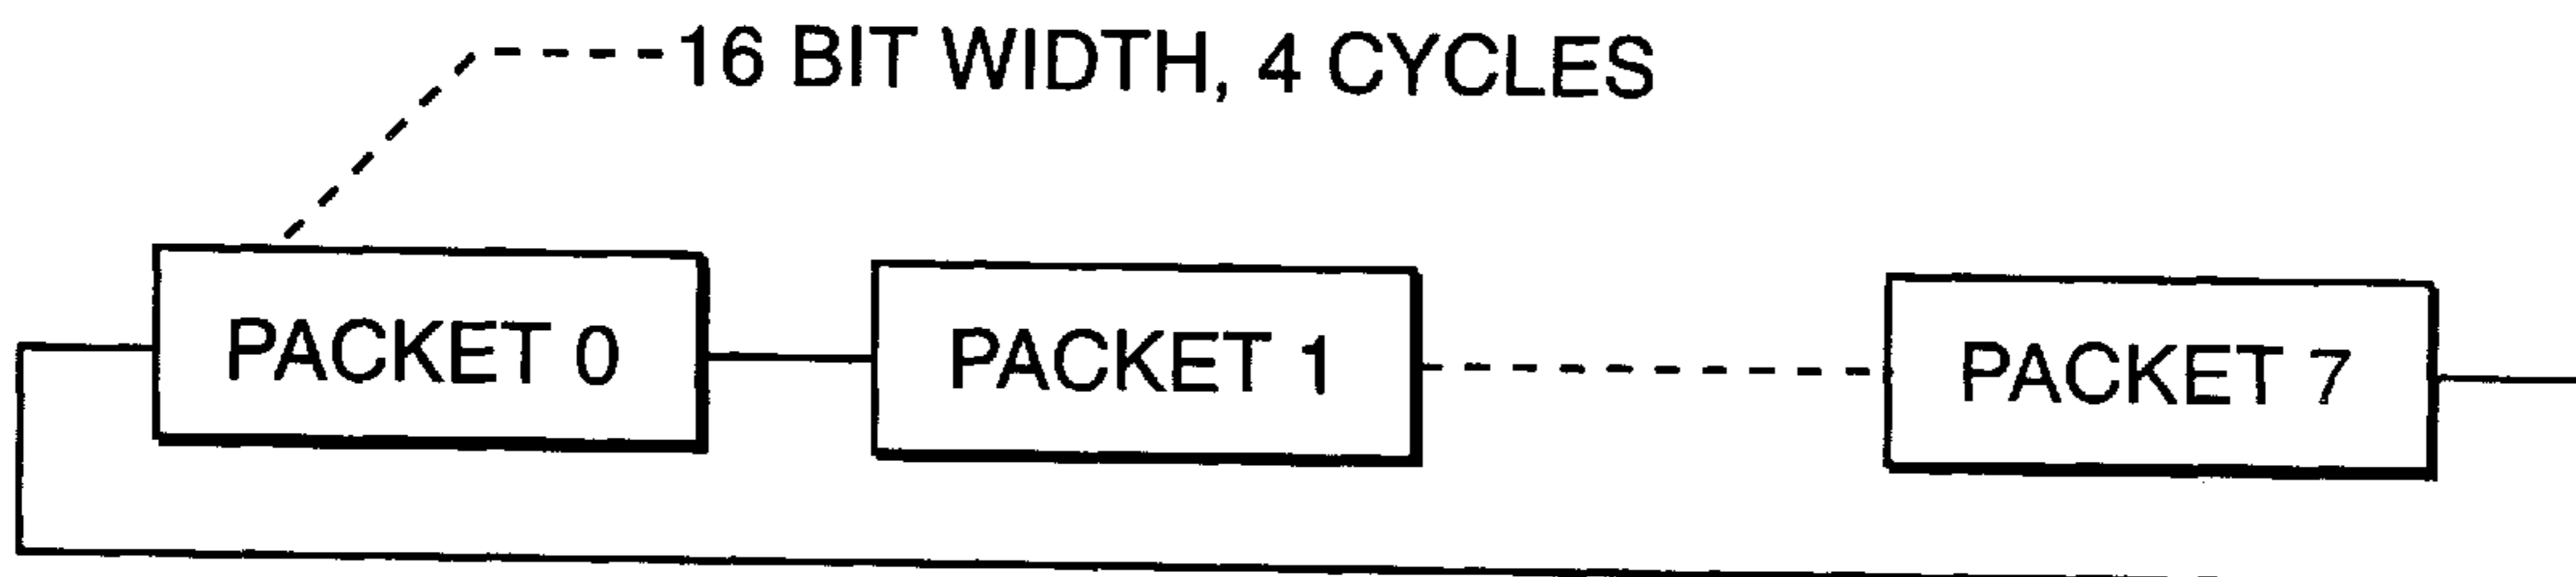 16 BIT WIDTH, 4 CYCLES
PACKET 0
PACKET 1
PACKET 7